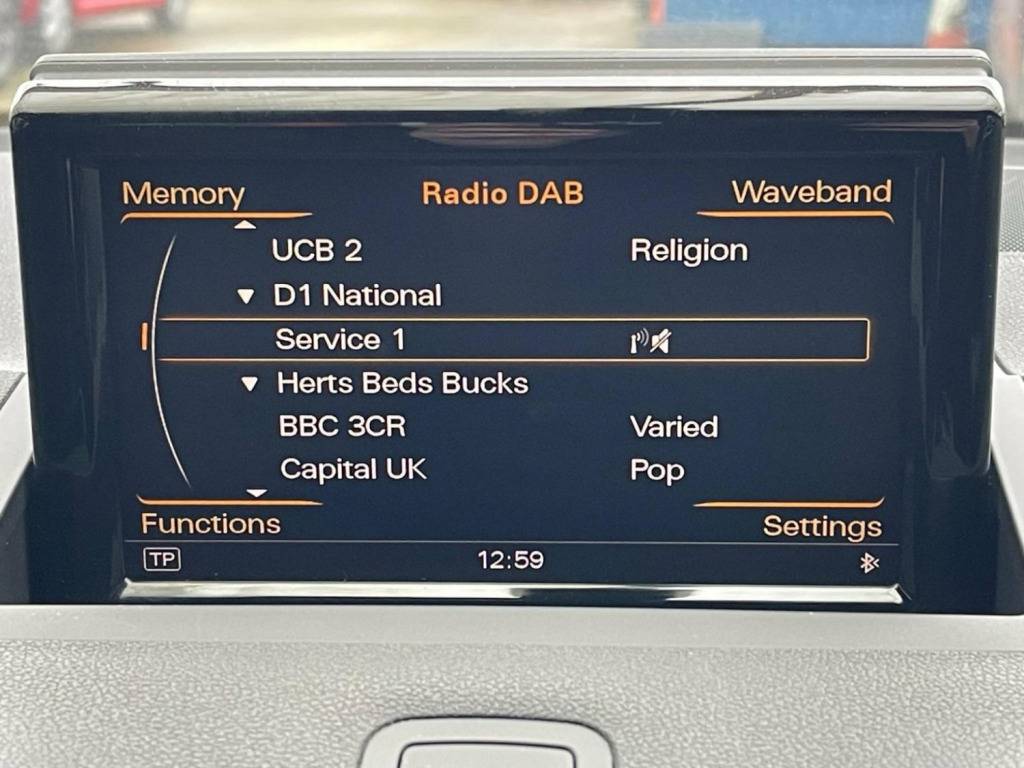 Memory Radio DAB Waveband
UCB 2 Religion
D1 National
Service 1
Herts Beds Bucks
BBC 3CR Varied
Capital UK Pop
Functions Settings
TP 12:59